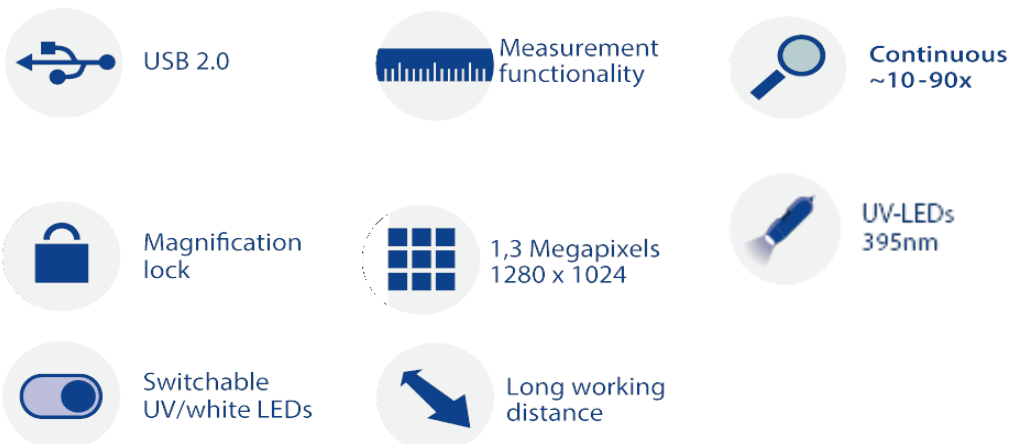 USB 2.0
Measurement
functionality
Continuous
~10-90x
Magnification
lock
1,3 Megapixels
1280 x 1024
UV-LEDs
395nm
Switchable
UV/white LEDs
Long working
distance